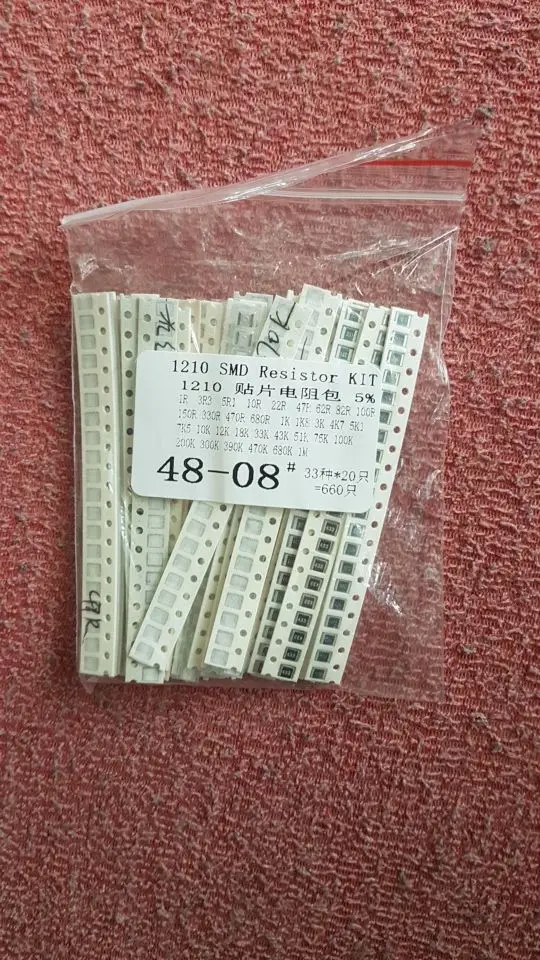 1210 SMD Resistor KIT
1210 贴片电阻包 5%
1R 3R3 5R1 10R 22R 47R 62R 82R 100R
150R 330R 470R 680R 1K 1K8 3K 4K7 5K1
7K5 10K 12K 18K 33K 43K 51K 75K 100K
200K 300K 390K 470K 680K 1M
48-08# 33种*20只
=660只
47R